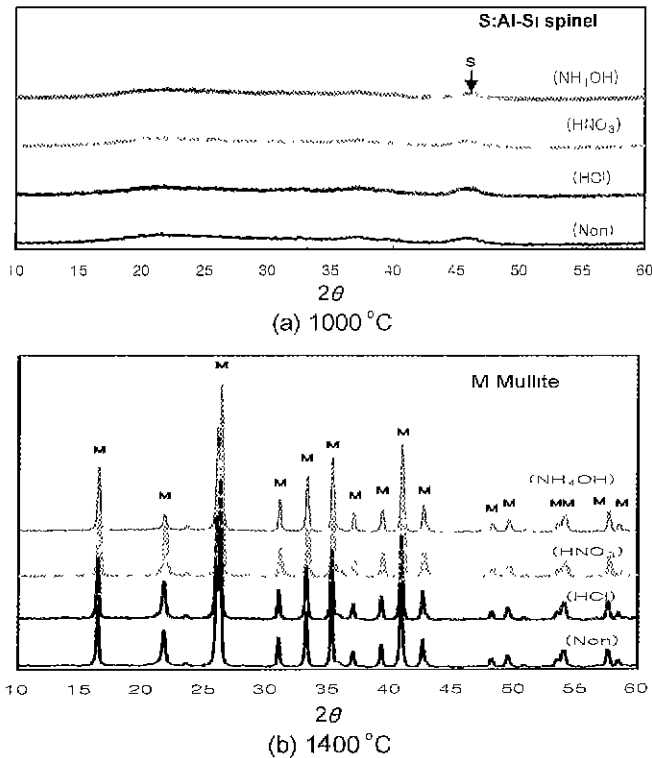 S:Al-Si spinel
S
(NH₄OH)
(HNO₃)
(HCl)
(Non)
10 15 20 25 30 35 40 45 50 55 60
2θ
(a) 1000 °C
M Mullite
M
M
M
M
M
M
M
M
M
M
M
M
MM
M
M
(NH₄OH)
(HNO₃)
(HCl)
(Non)
10 15 20 25 30 35 40 45 50 55 60
2θ
(b) 1400 °C